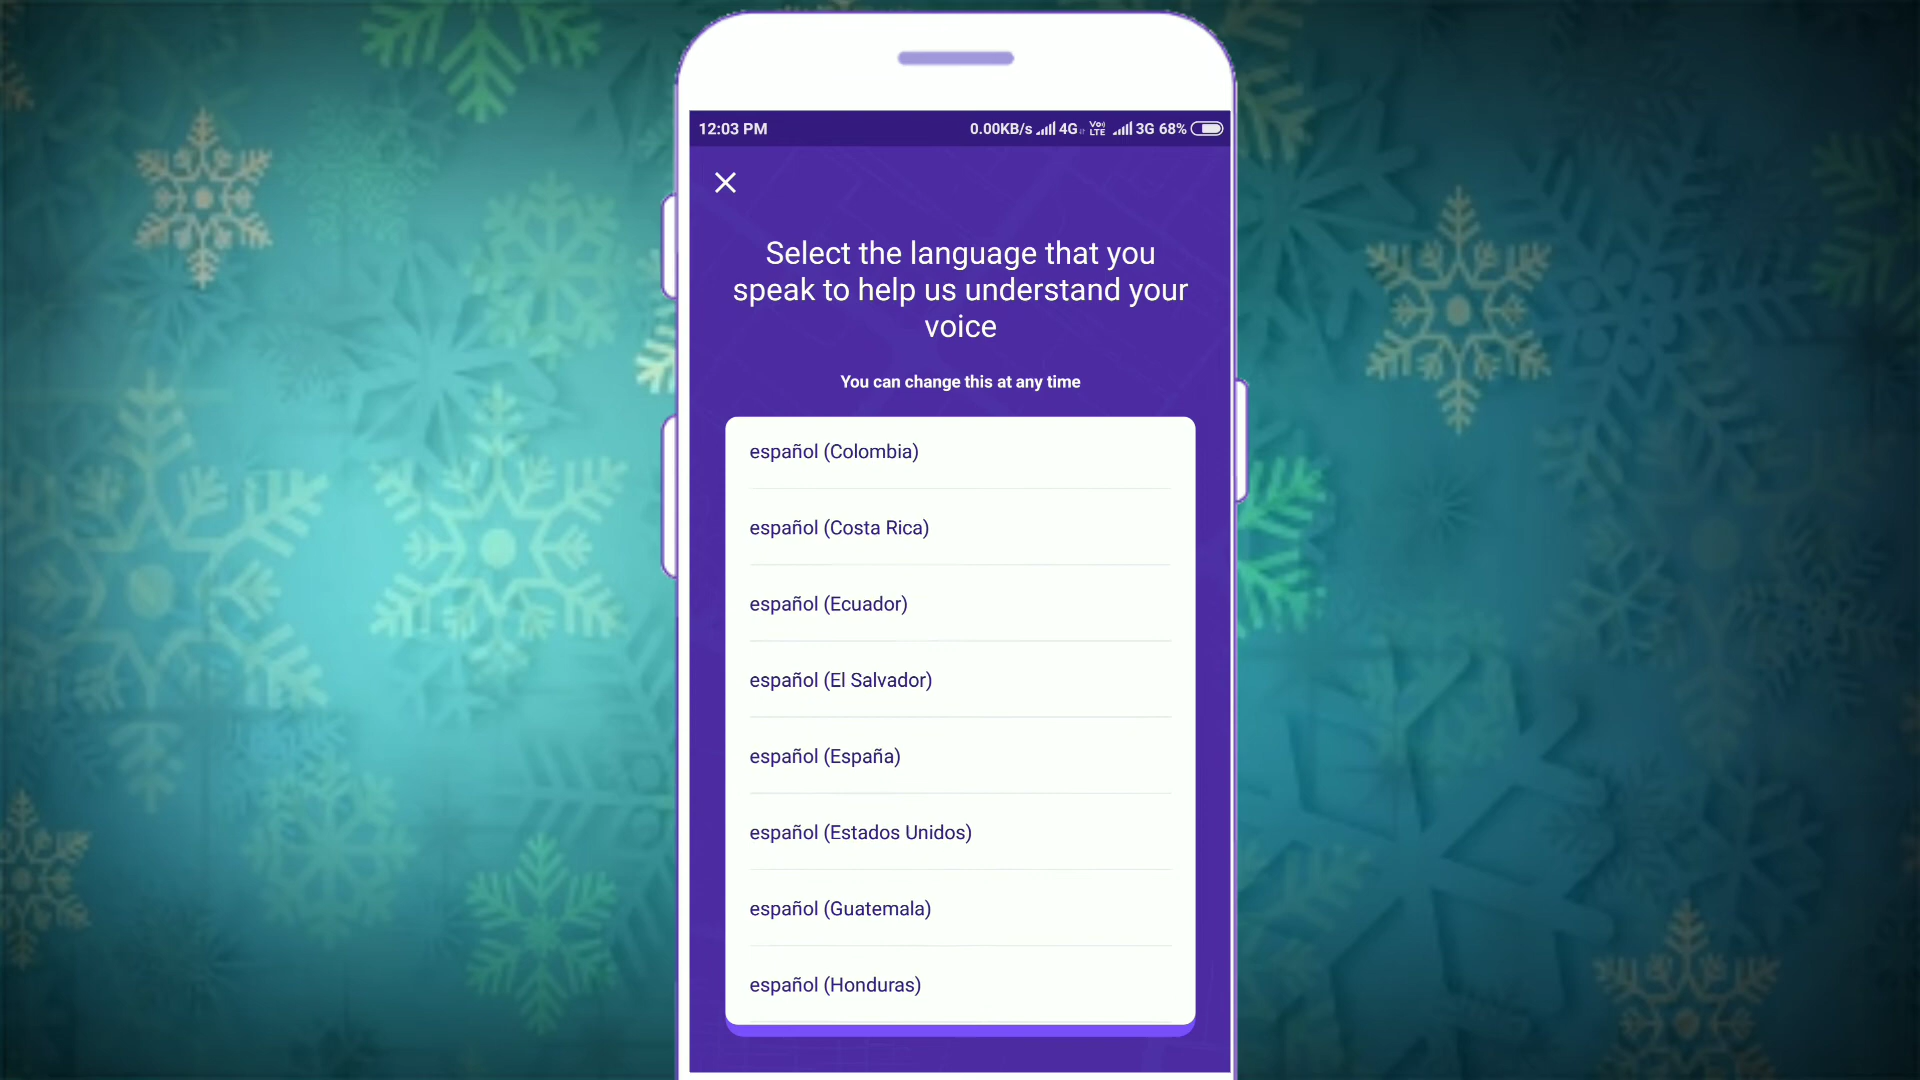 12:03 PM 0.00KB/s 4G Vo) LTE 3G 68%
Select the language that you
speak to help us understand your
voice
You can change this at any time
español (Colombia)
español (Costa Rica)
español (Ecuador)
español (El Salvador)
español (España)
español (Estados Unidos)
español (Guatemala)
español (Honduras)